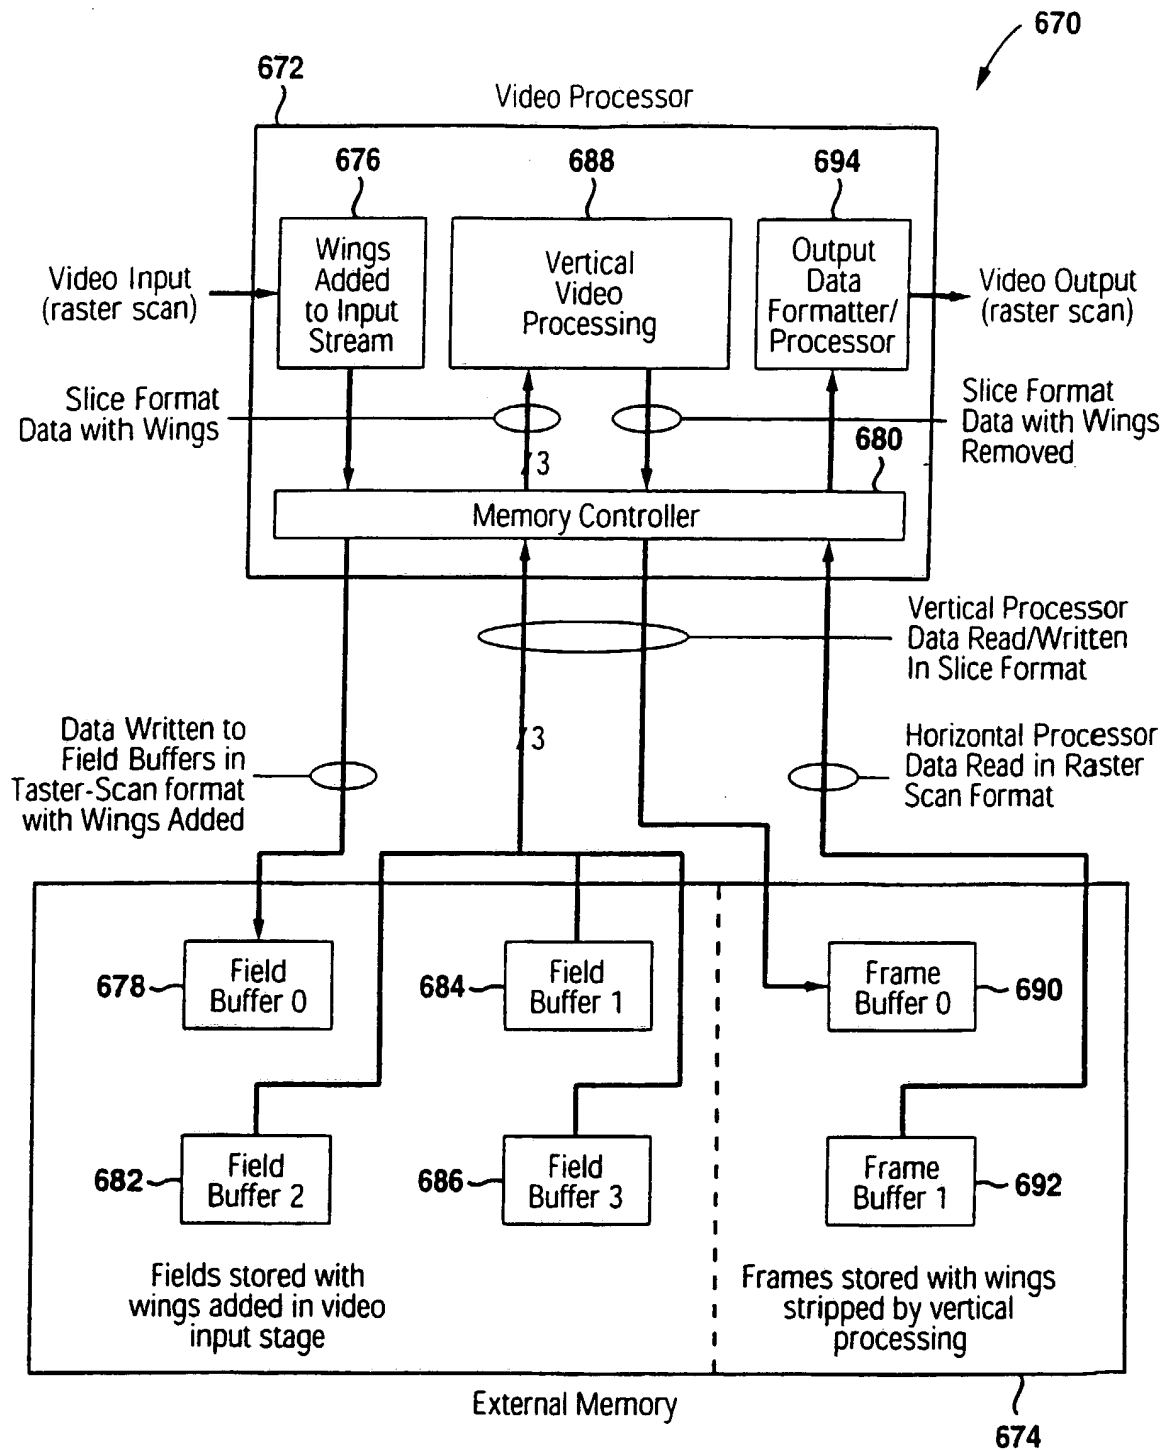 670
672
Video Processor
676
688
694
Wings
Added
to Input
Stream
Vertical
Video
Processing
Output
Data
Formatter/
Processor
Video Input
(raster scan)
Video Output
(raster scan)
Slice Format
Data with Wings
Slice Format
Data with Wings
Removed
3
680
Memory Controller
Vertical Processor
Data Read/Written
In Slice Format
3
Data Written to
Field Buffers in
Taster-Scan format
with Wings Added
Horizontal Processor
Data Read in Raster
Scan Format
678
Field
Buffer 0
684
Field
Buffer 1
Frame
Buffer 0
690
682
Field
Buffer 2
686
Field
Buffer 3
Frame
Buffer 1
692
Fields stored with
wings added in video
input stage
Frames stored with wings
stripped by vertical
processing
External Memory
674